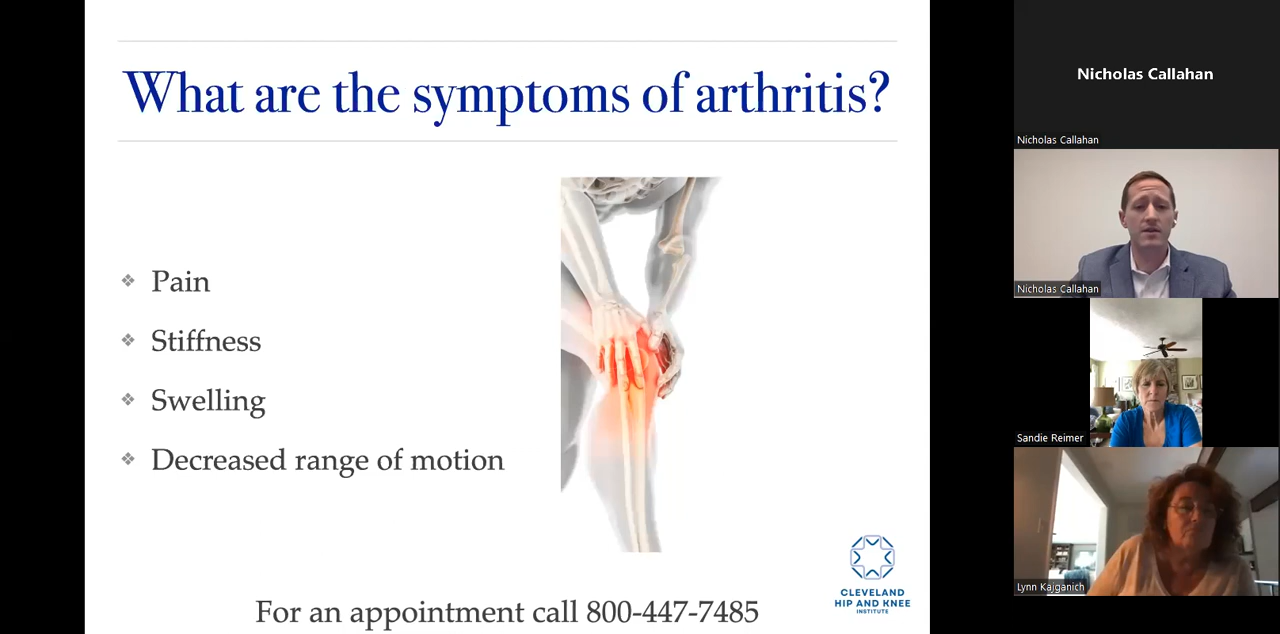 What are the symptoms of arthritis?
❖ Pain
❖ Stiffness
❖ Swelling
❖ Decreased range of motion
CLEVELAND
HIP AND KNEE
INSTITUTE
For an appointment call 800-447-7485
Nicholas Callahan
Nicholas Callahan
Nicholas Callahan
Sandie Reimer
Lynn Kajganich